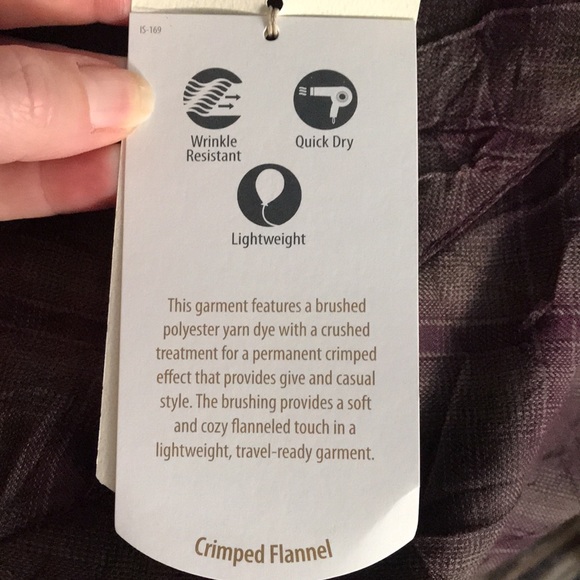 IS-169
Wrinkle
Resistant
Quick Dry
Lightweight
This garment features a brushed
polyester yarn dye with a crushed
treatment for a permanent crimped
effect that provides give and casual
style. The brushing provides a soft
and cozy flanneled touch in a
lightweight, travel-ready garment.
Crimped Flannel